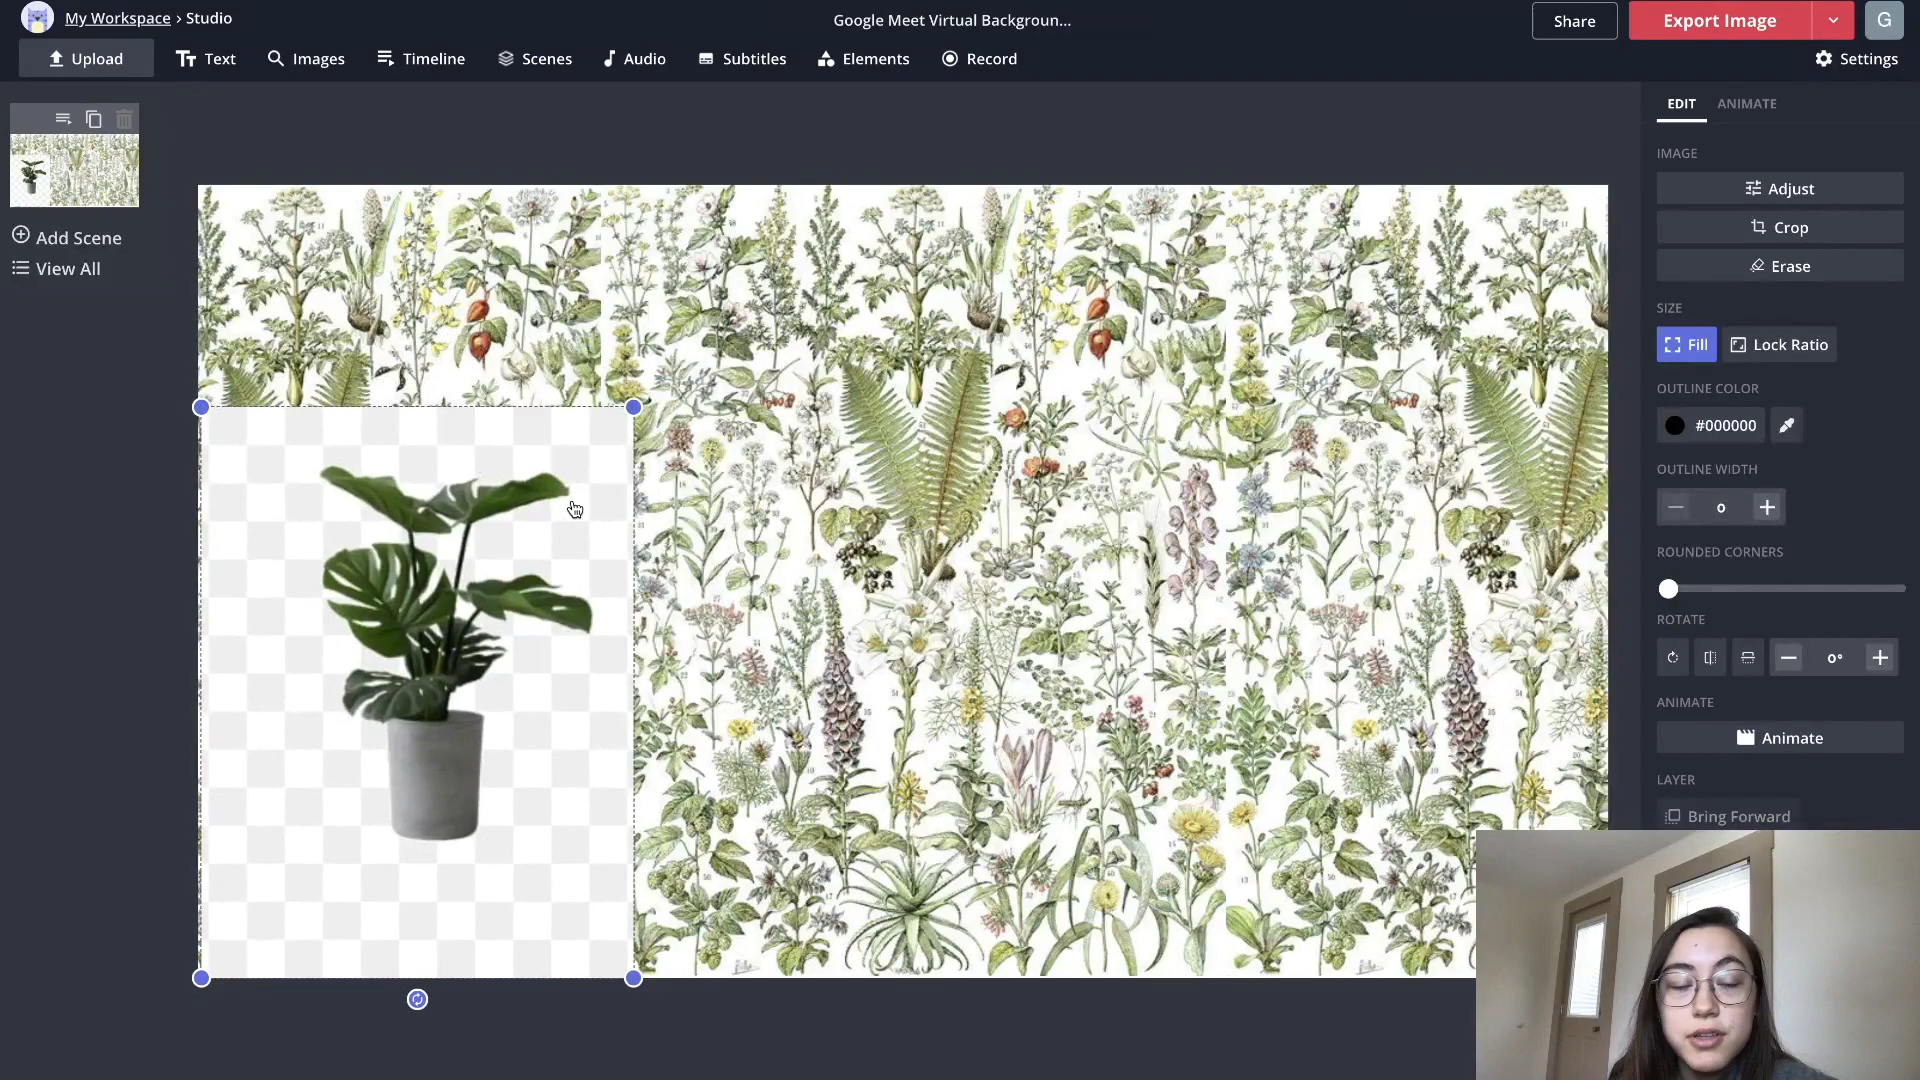 My Workspace › Studio
Google Meet Virtual Backgroun...
Share
Export Image
G
Upload
Text
Images
Timeline
Scenes
Audio
Subtitles
Elements
Record
Settings
EDIT
ANIMATE
Add Scene
View All
IMAGE
Adjust
Crop
Erase
SIZE
Fill
Lock Ratio
OUTLINE COLOR
#000000
OUTLINE WIDTH
0
ROUNDED CORNERS
ROTATE
0°
ANIMATE
Animate
LAYER
Bring Forward